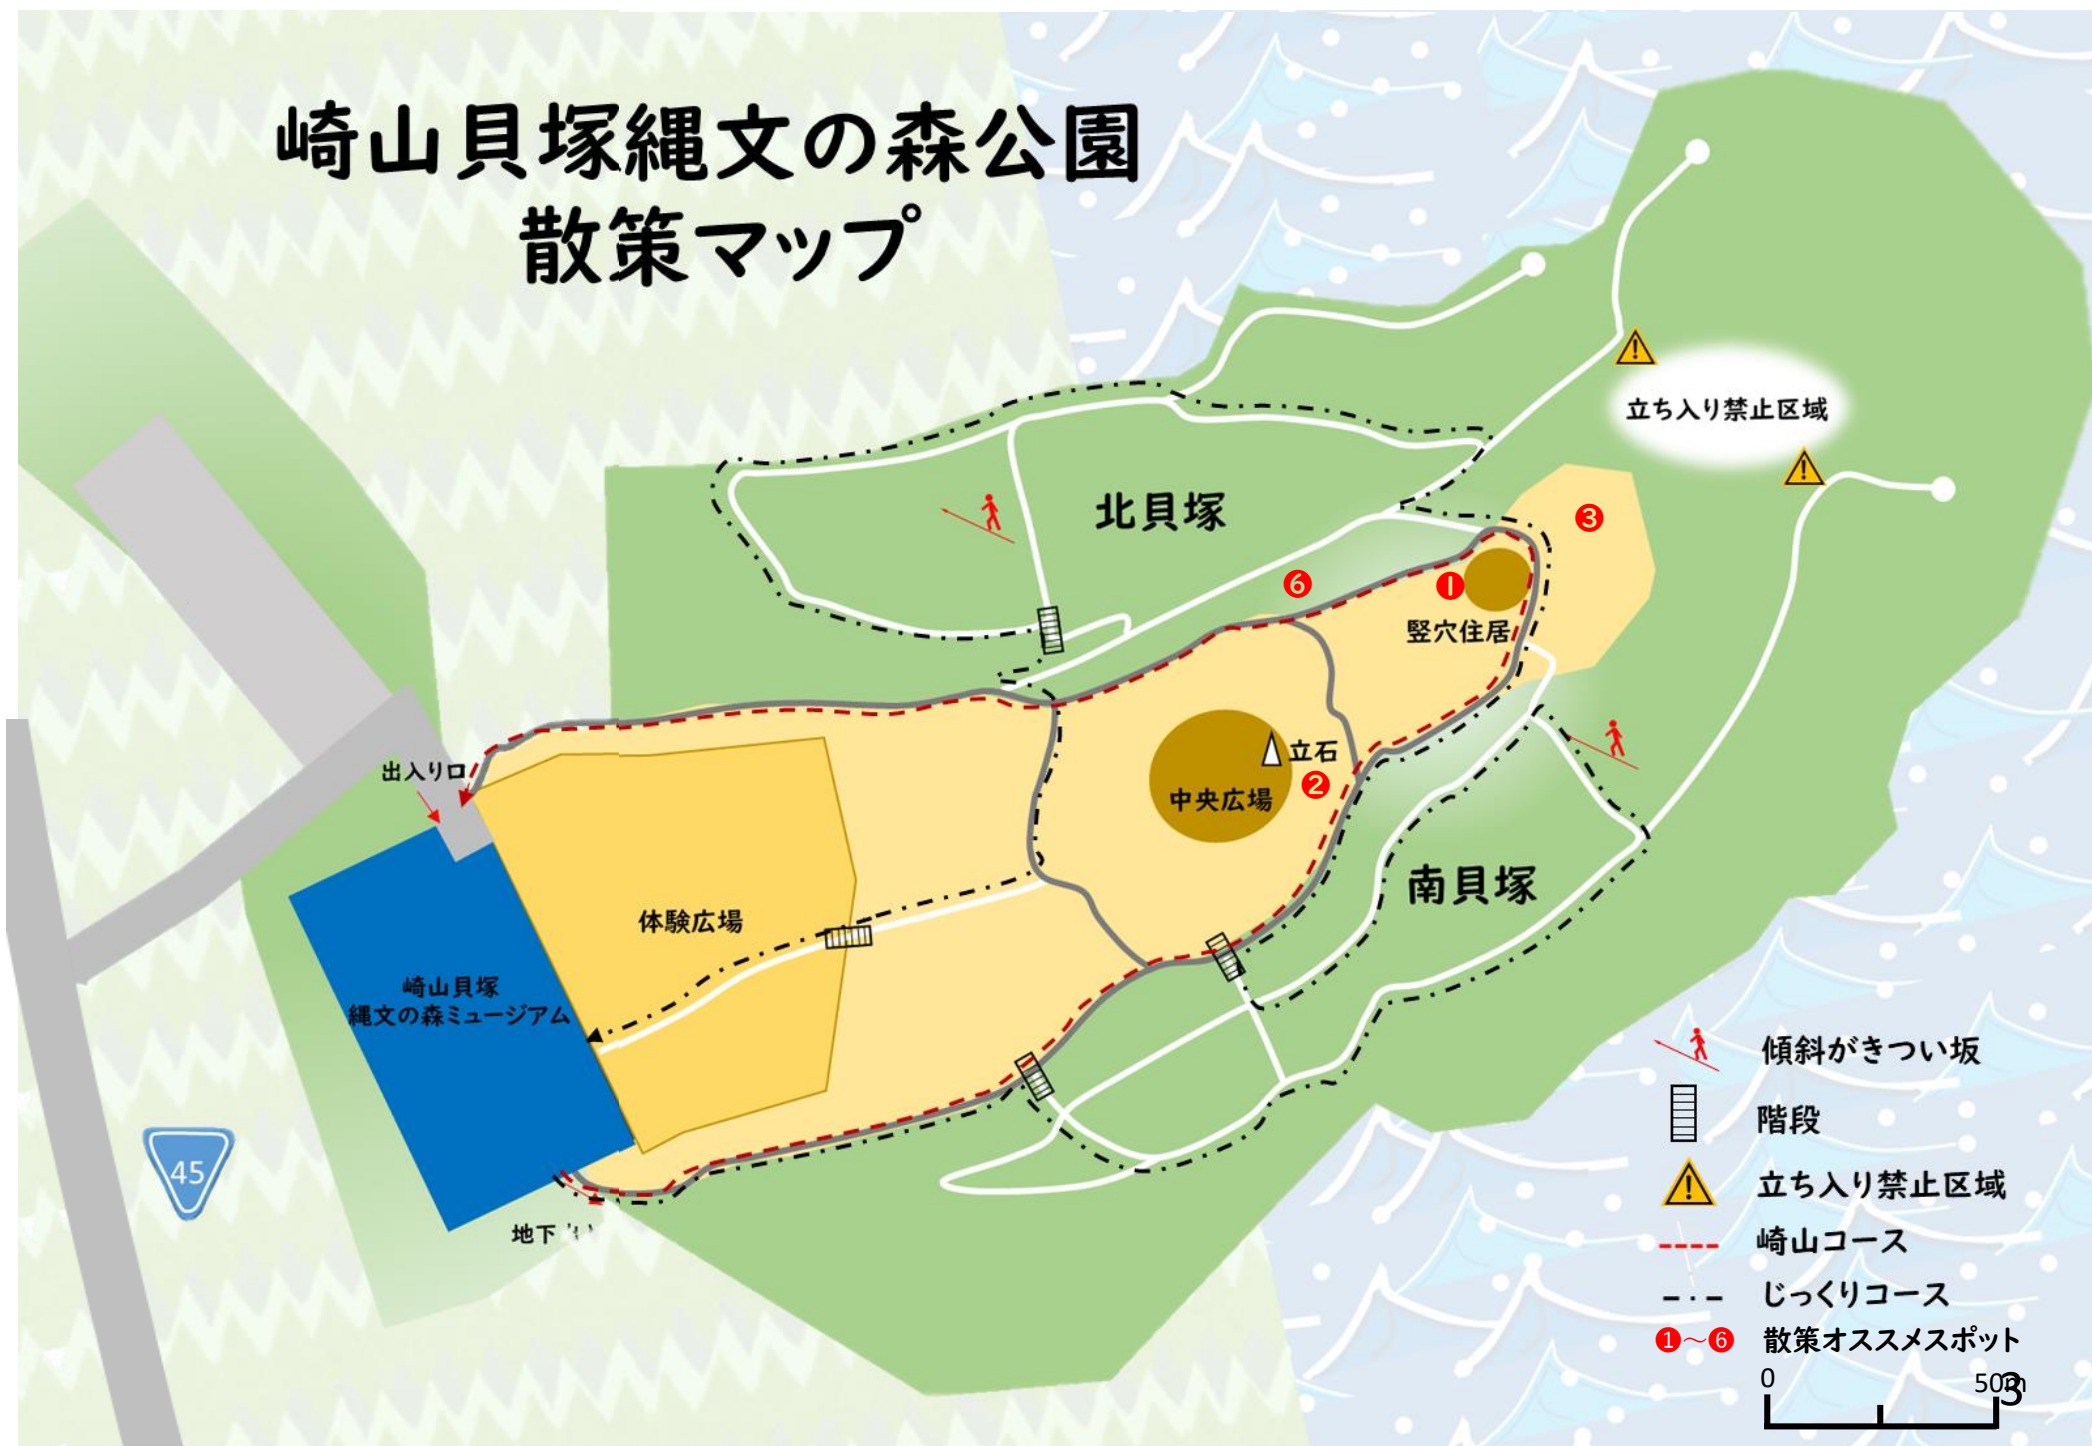 崎山貝塚縄文の森公園
散策マップ
立ち入り禁止区域
北貝塚
❸
❻
❶
竪穴住居
立石
❷
中央広場
出入り口
南貝塚
体験広場
崎山貝塚
縄文の森ミュージアム
45
地下
傾斜がきつい坂
階段
立ち入り禁止区域
崎山コース
じっくりコース
❶～❻ 散策オススメスポット
0 50m
3